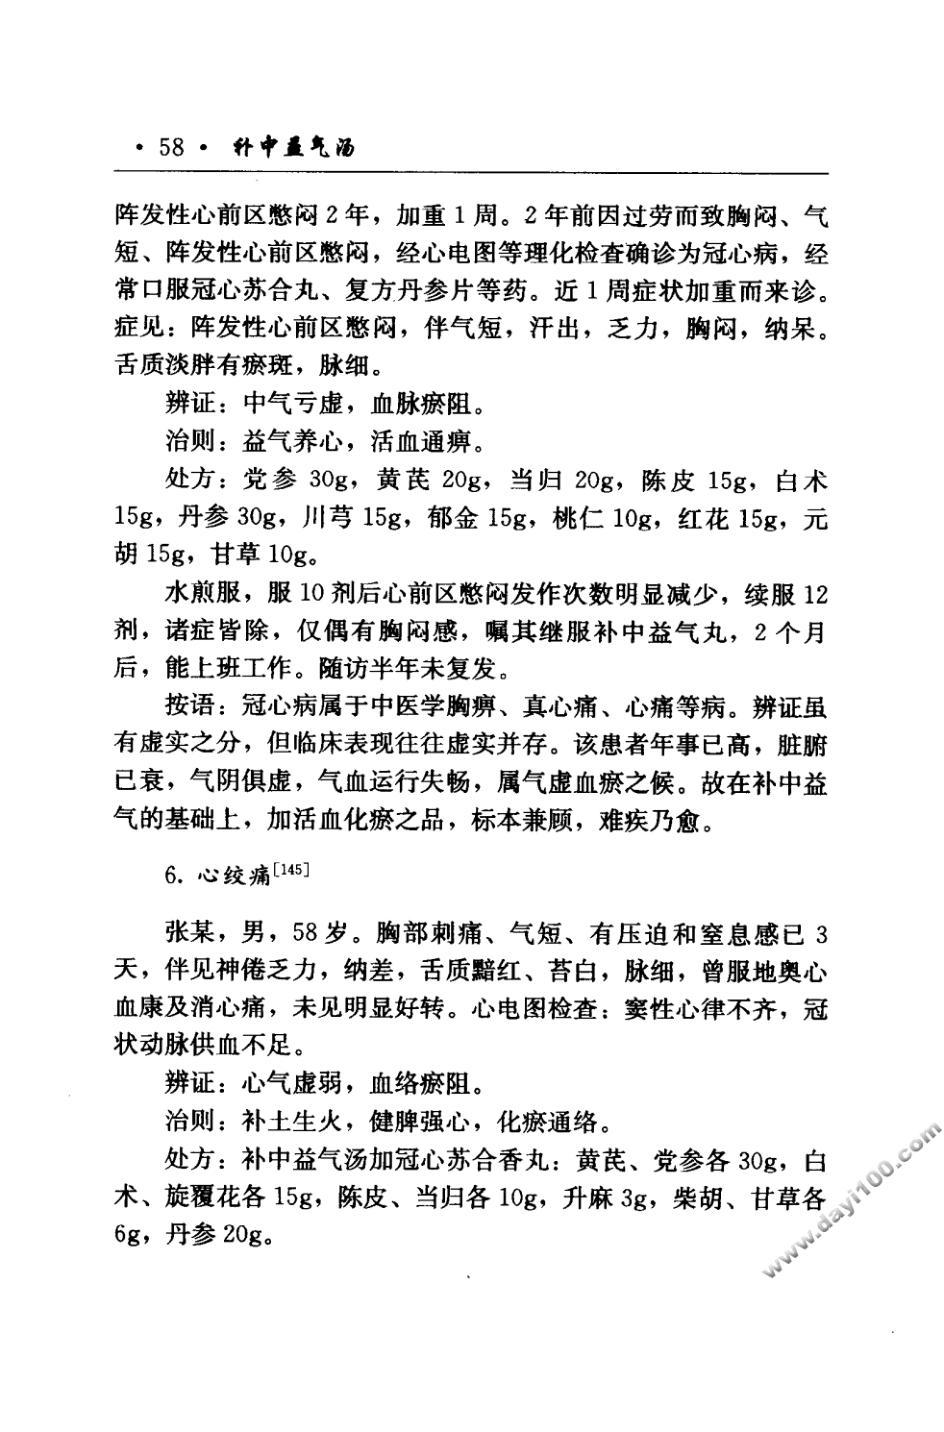 · 58 · 补中益气汤
阵发性心前区憋闷 2 年，加重 1 周。2 年前因过劳而致胸闷、气
短、阵发性心前区憋闷，经心电图等理化检查确诊为冠心病，经
常口服冠心苏合丸、复方丹参片等药。近 1 周症状加重而来诊。
症见：阵发性心前区憋闷，伴气短，汗出，乏力，胸闷，纳呆。
舌质淡胖有瘀斑，脉细。
辨证：中气亏虚，血脉瘀阻。
治则：益气养心，活血通痹。
处方：党参 30g，黄芪 20g，当归 20g，陈皮 15g，白术
15g，丹参 30g，川芎 15g，郁金 15g，桃仁 10g，红花 15g，元
胡 15g，甘草 10g。
水煎服，服 10 剂后心前区憋闷发作次数明显减少，续服 12
剂，诸症皆除，仅偶有胸闷感，嘱其继服补中益气丸，2 个月
后，能上班工作。随访半年未复发。
按语：冠心病属于中医学胸痹、真心痛、心痛等病。辨证虽
有虚实之分，但临床表现往往虚实并存。该患者年事已高，脏腑
已衰，气阴俱虚，气血运行失畅，属气虚血瘀之候。故在补中益
气的基础上，加活血化瘀之品，标本兼顾，难疾乃愈。
6. 心绞痛[145]
张某，男，58 岁。胸部刺痛、气短、有压迫和窒息感已 3
天，伴见神倦乏力，纳差，舌质黯红、苔白，脉细，曾服地奥心
血康及消心痛，未见明显好转。心电图检查：窦性心律不齐，冠
状动脉供血不足。
辨证：心气虚弱，血络瘀阻。
治则：补土生火，健脾强心，化瘀通络。
处方：补中益气汤加冠心苏合香丸：黄芪、党参各 30g，白
术、旋覆花各 15g，陈皮、当归各 10g，升麻 3g，柴胡、甘草各
6g，丹参 20g。
www.dayi100.com